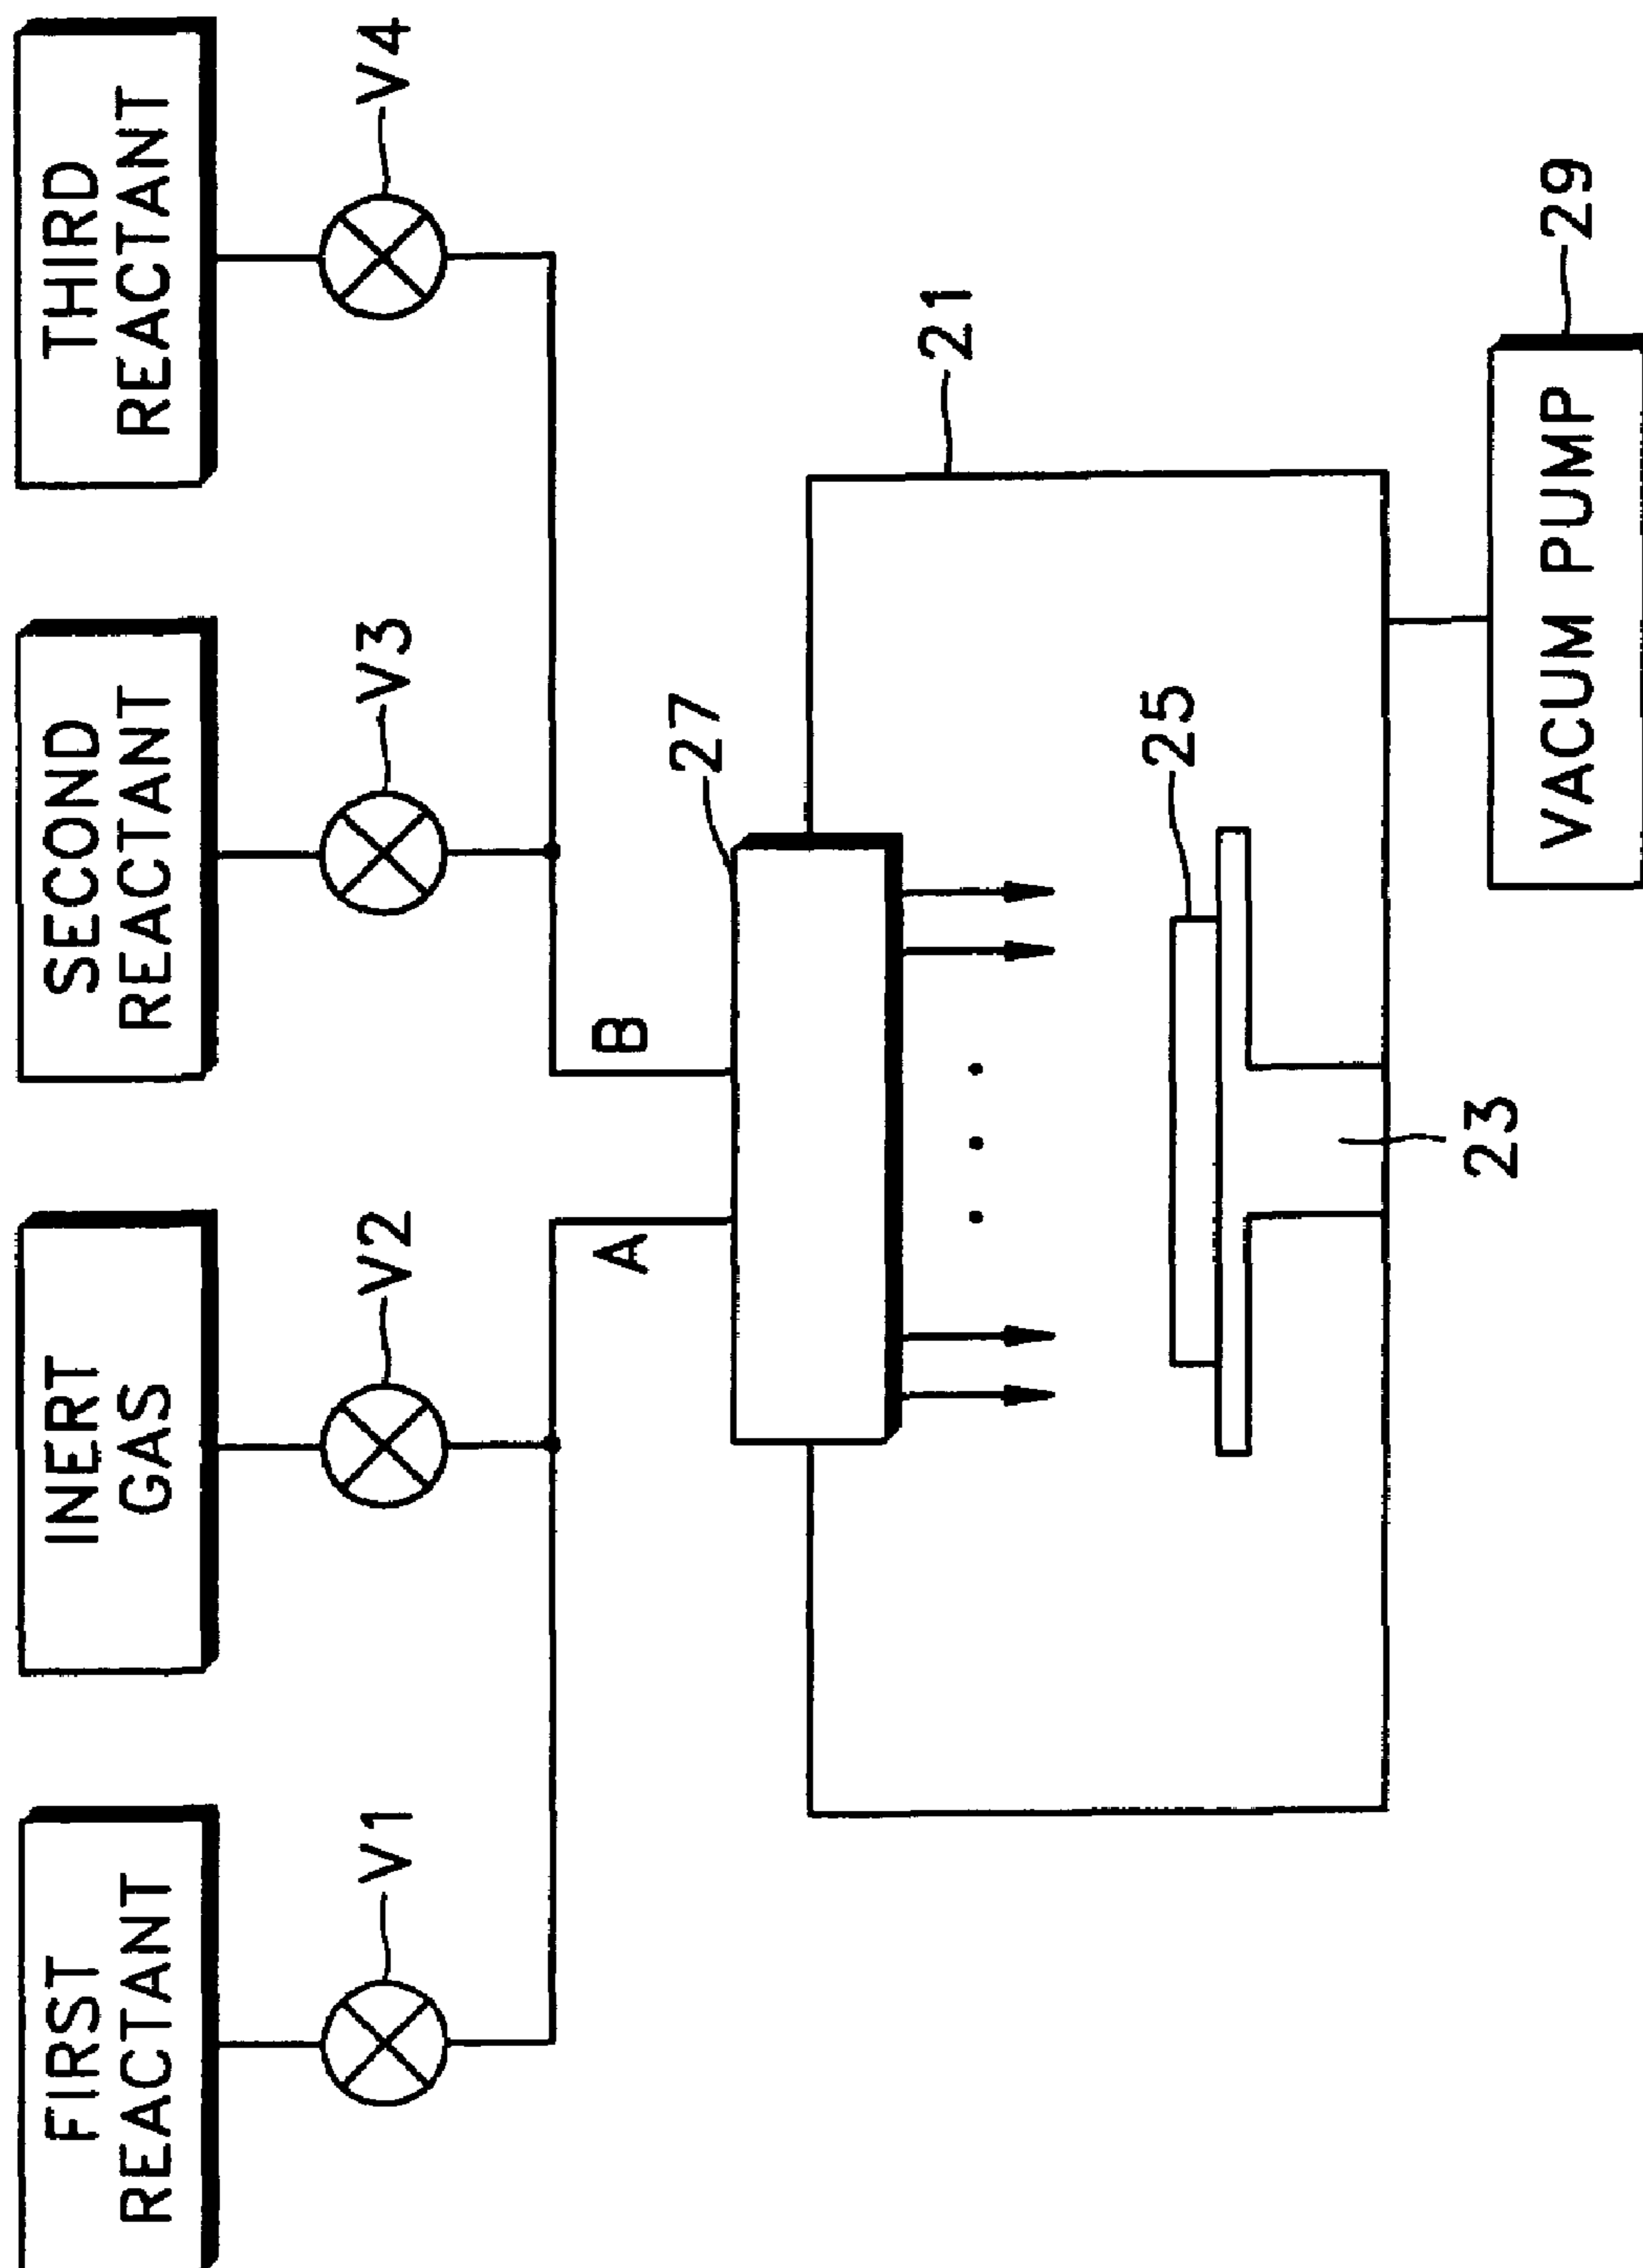 FIRST
REACTANT
INERT
GAS
SECOND
REACTANT
THIRD
REACTANT
V1
V2
V3
V4
A
B
27
21
25
23
VACUM PUMP
29